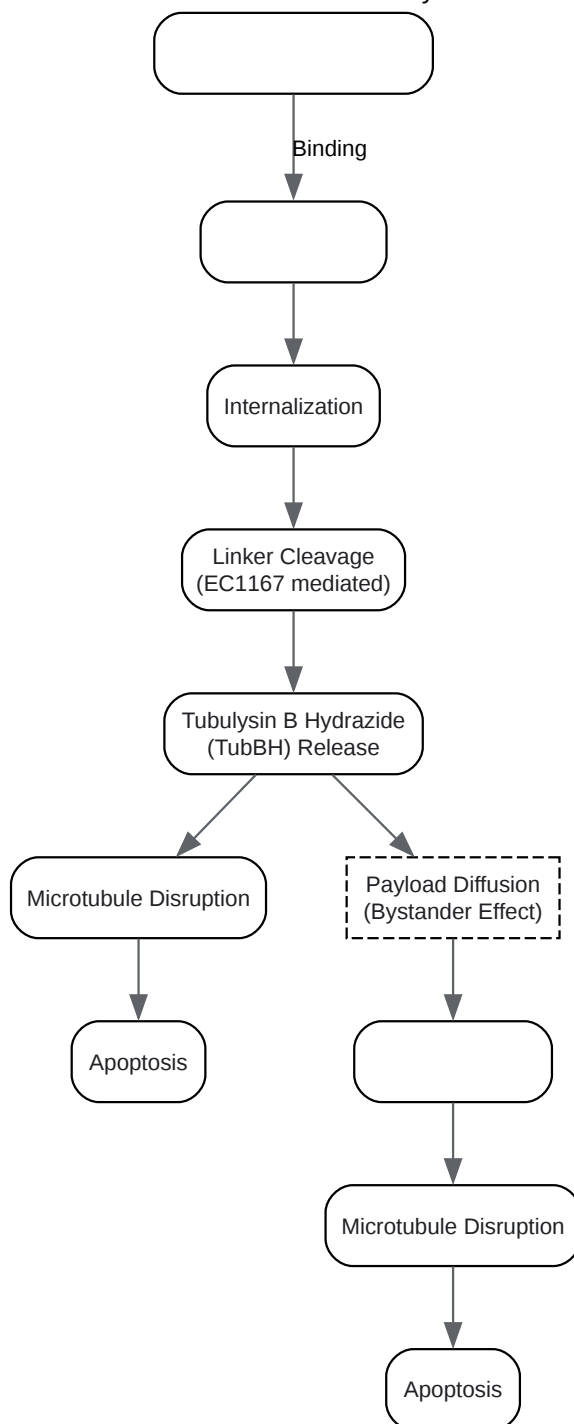 Binding
Internalization
Linker Cleavage
(EC1167 mediated)
Tubulysin B Hydrazide
(TubBH) Release
Microtubule Disruption
Payload Diffusion
(Bystander Effect)
Apoptosis
Microtubule Disruption
Apoptosis